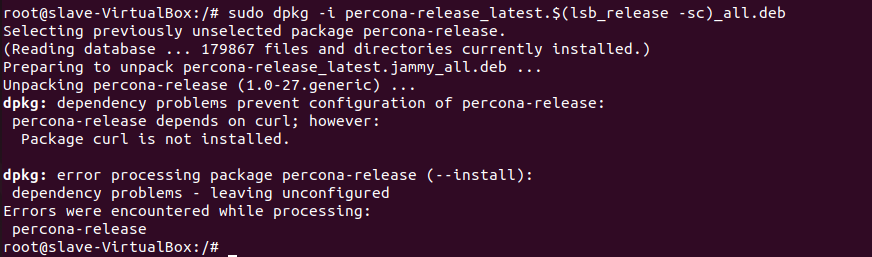 root@slave-VirtualBox:/# sudo dpkg -i percona-release_latest.$(lsb_release -sc)_all.deb
Selecting previously unselected package percona-release.
(Reading database ... 179867 files and directories currently installed.)
Preparing to unpack percona-release_latest.jammy_all.deb ...
Unpacking percona-release (1.0-27.generic) ...
dpkg: dependency problems prevent configuration of percona-release:
 percona-release depends on curl; however:
  Package curl is not installed.

dpkg: error processing package percona-release (--install):
 dependency problems - leaving unconfigured
Errors were encountered while processing:
 percona-release
root@slave-VirtualBox:/#